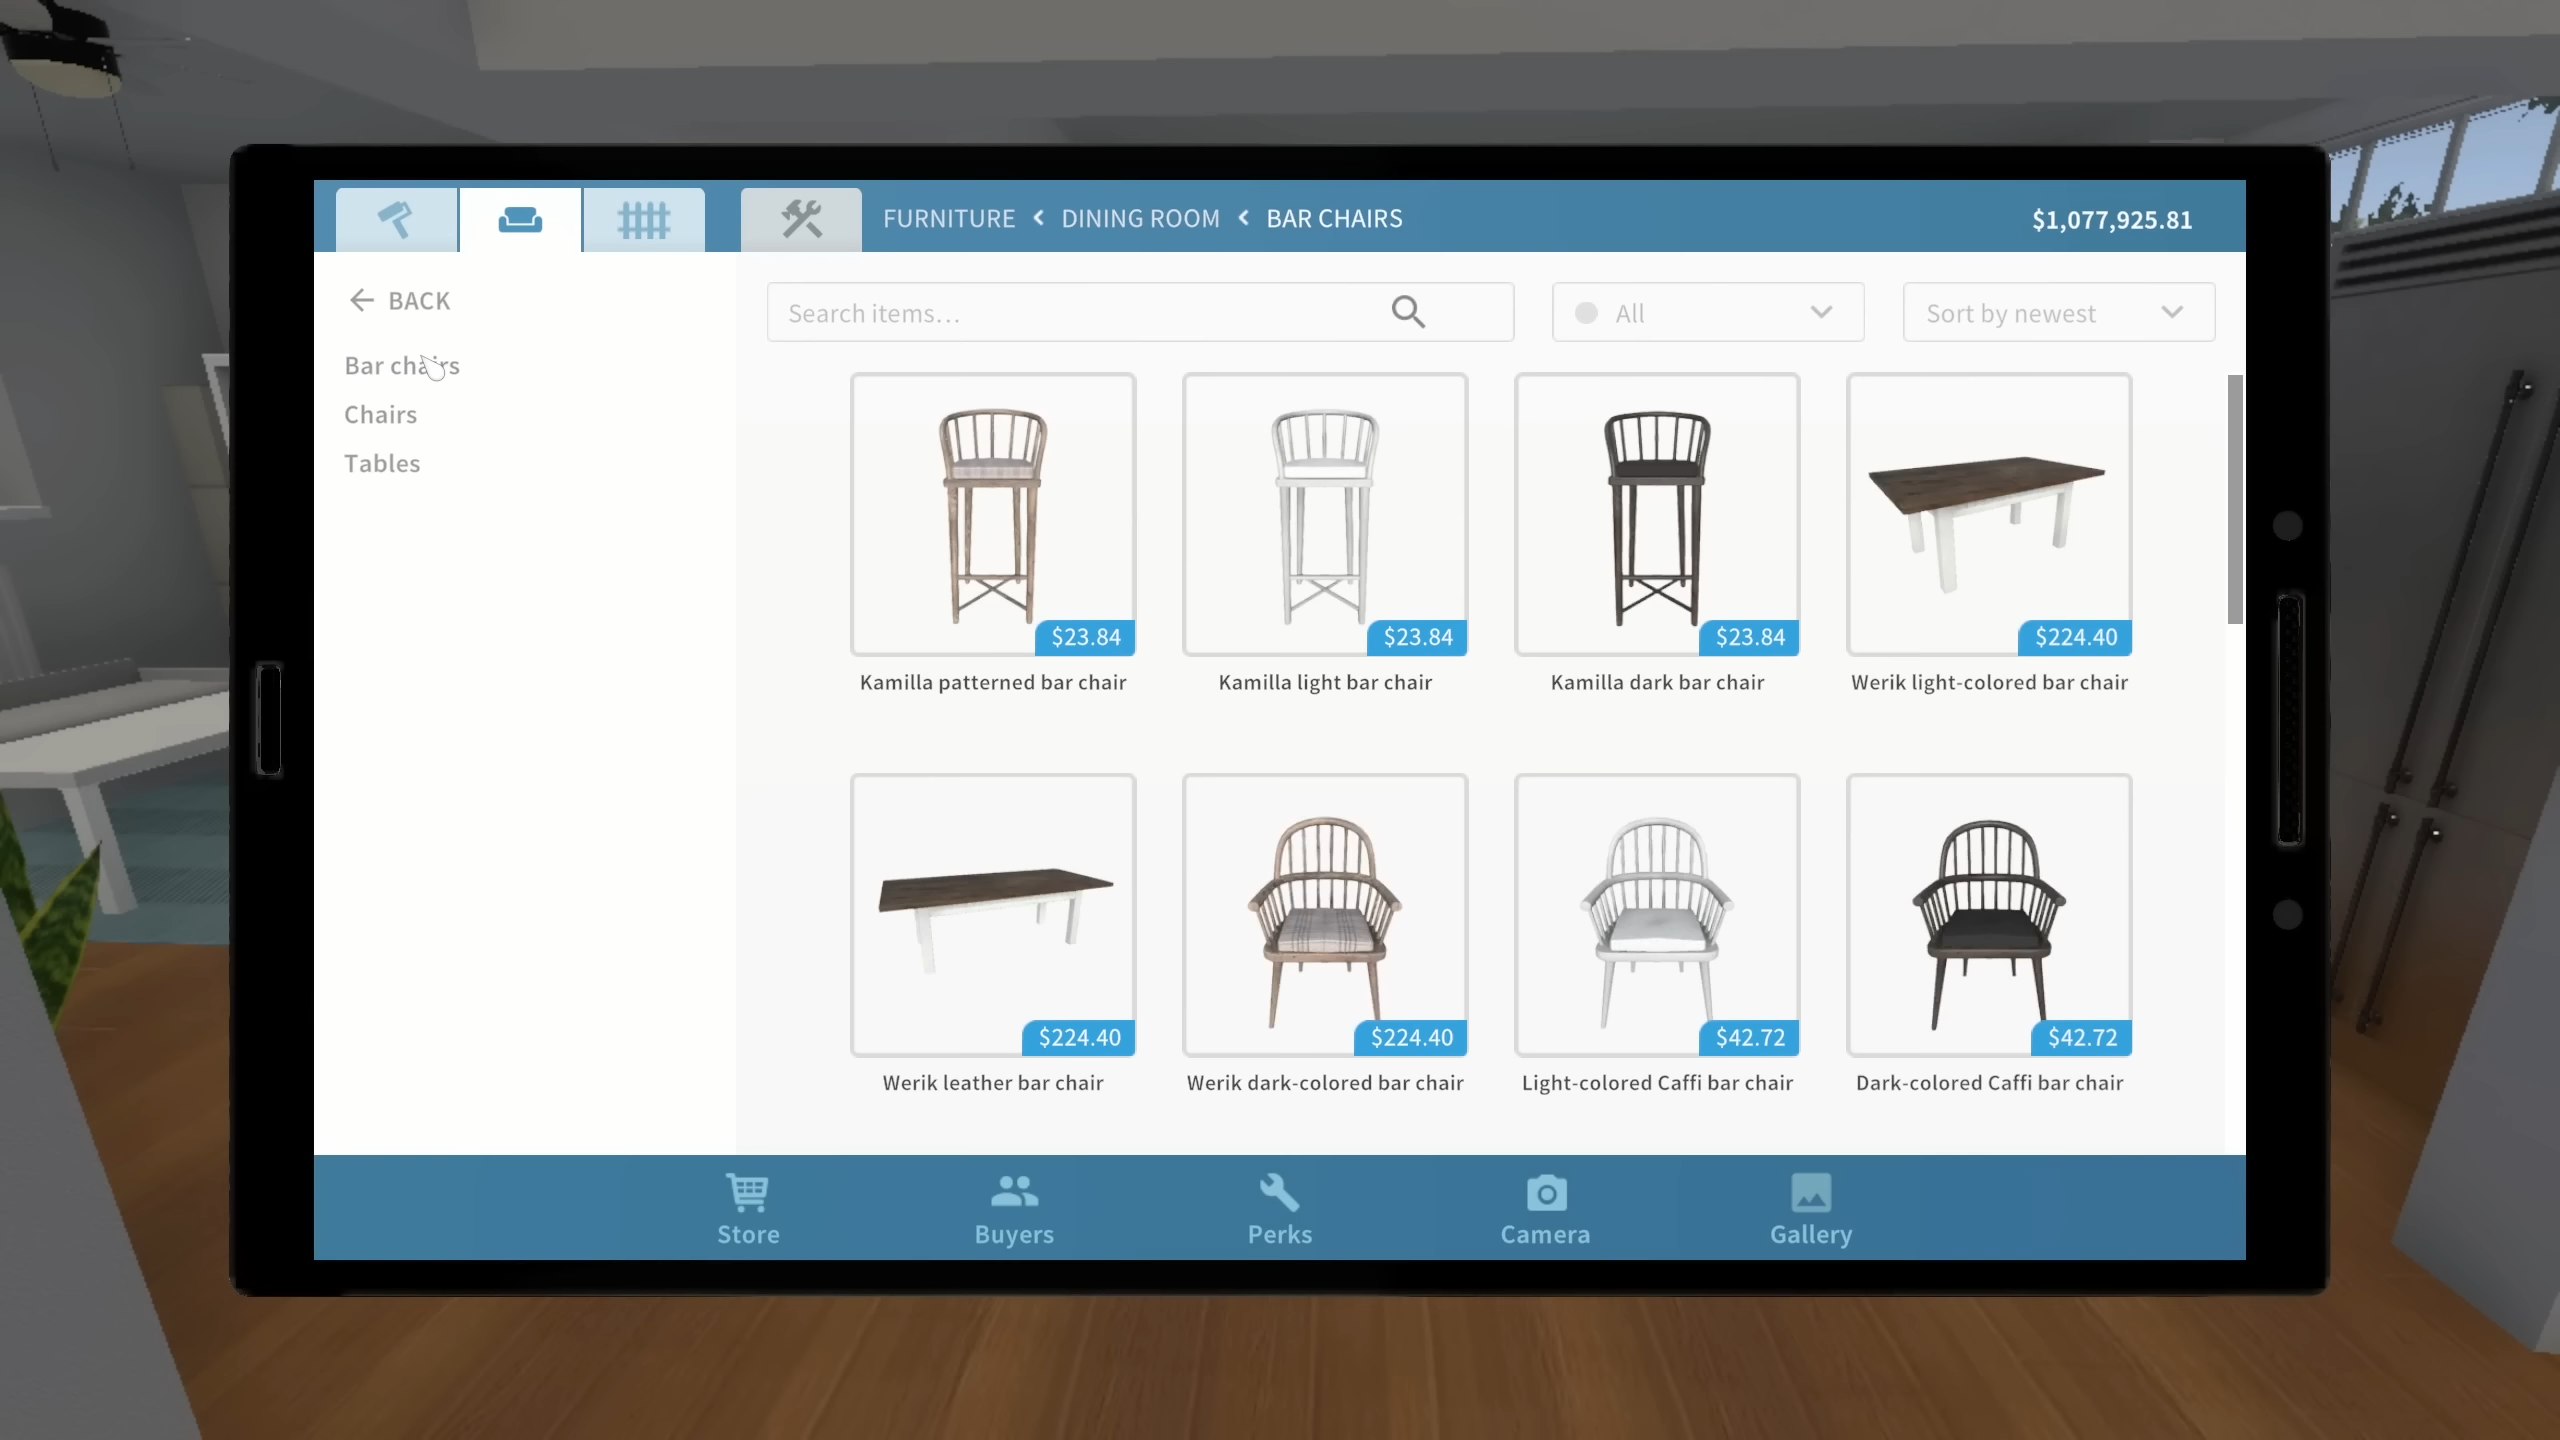 FURNITURE < DINING ROOM < BAR CHAIRS
$1,077,925.81
BACK
Bar chairs
Chairs
Tables
Search items...
All
Sort by newest
$23.84
$23.84
$23.84
$224.40
Kamilla patterned bar chair
Kamilla light bar chair
Kamilla dark bar chair
Werik light-colored bar chair
$224.40
$224.40
$42.72
$42.72
Werik leather bar chair
Werik dark-colored bar chair
Light-colored Caffi bar chair
Dark-colored Caffi bar chair
Store
Buyers
Perks
Camera
Gallery